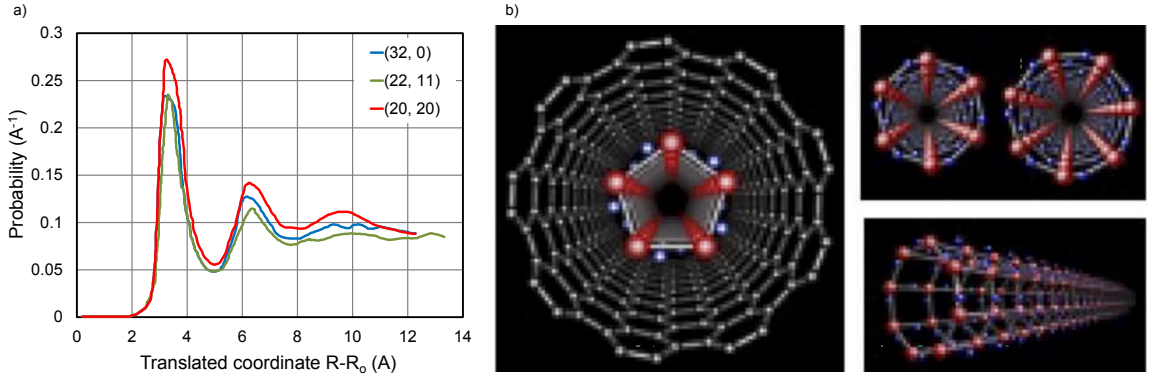 a)
b)
0.3
0.25
0.2
0.15
0.1
0.05
0
Probability (A⁻¹)
(32, 0)
(22, 11)
(20, 20)
0 2 4 6 8 10 12 14
Translated coordinate R-Rₒ (A)